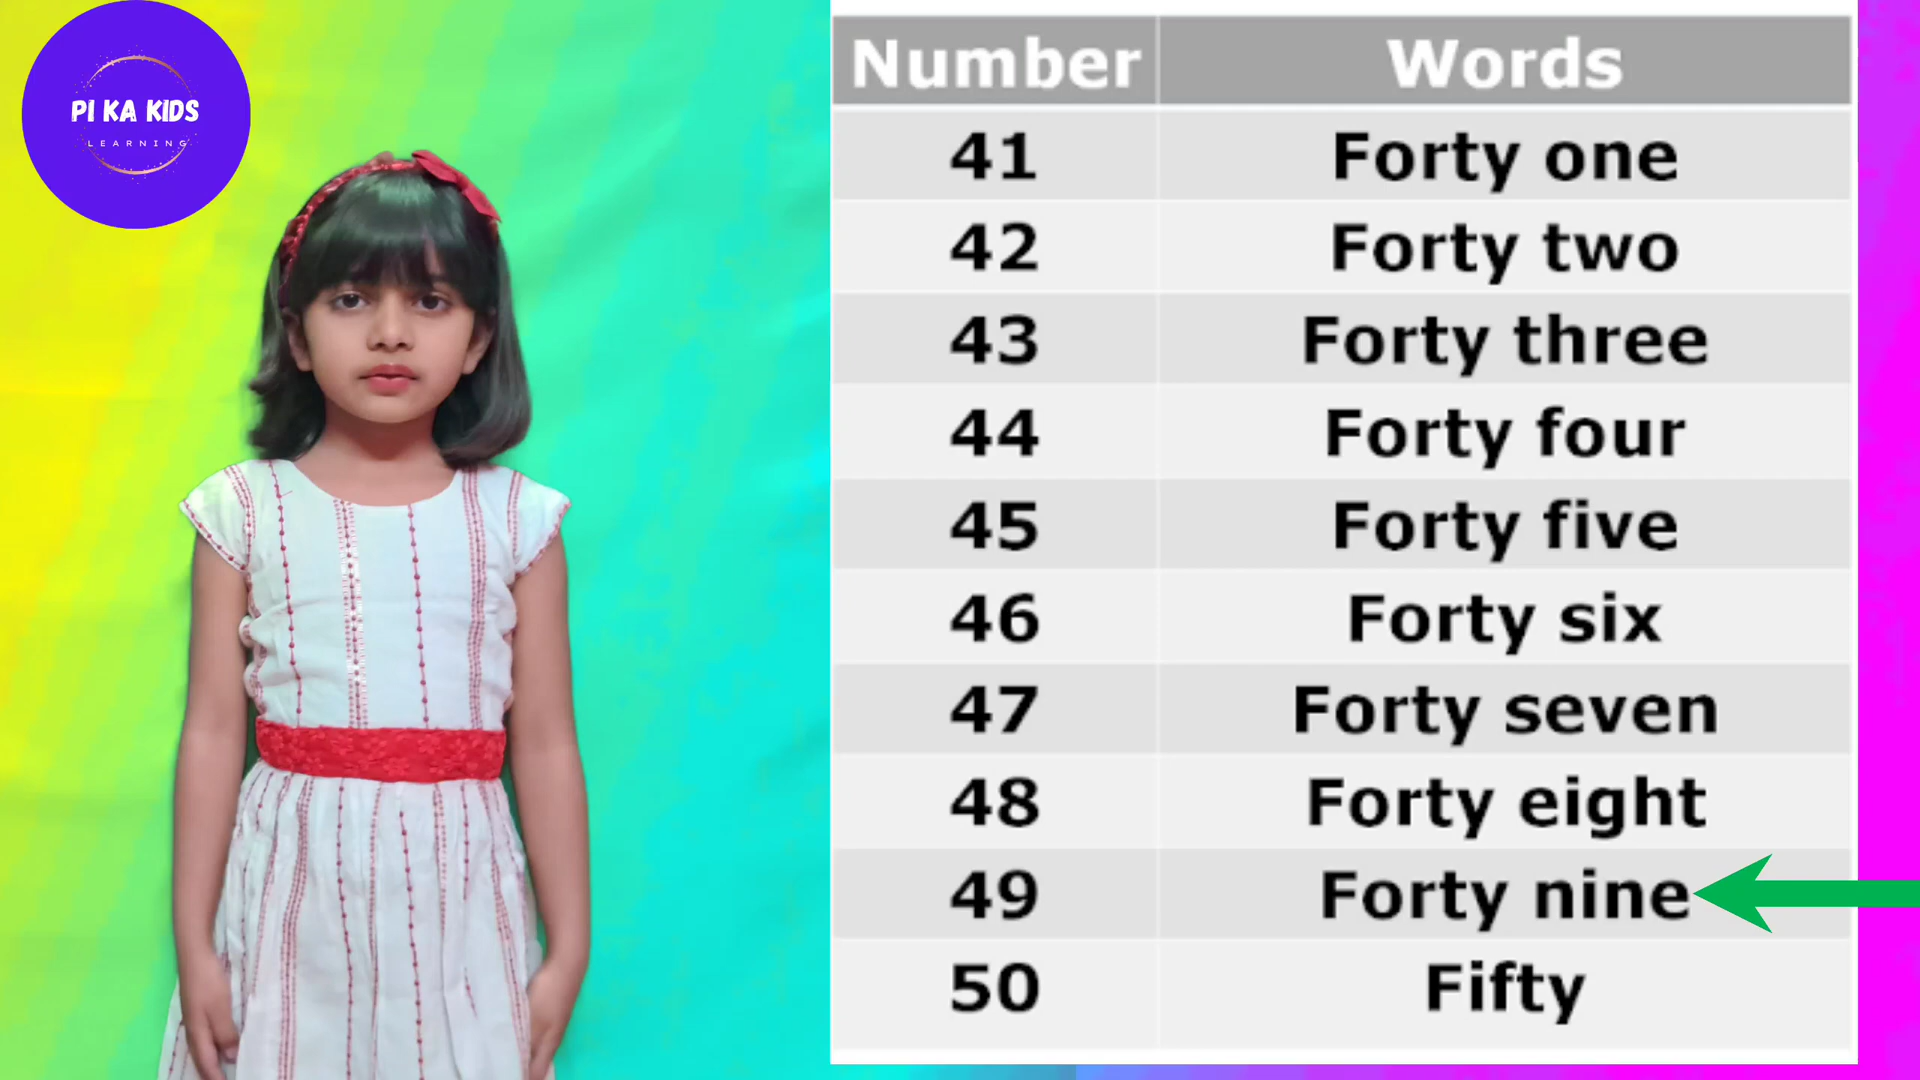 PI KA KIDS
LEARNING
Number Words
41 Forty one
42 Forty two
43 Forty three
44 Forty four
45 Forty five
46 Forty six
47 Forty seven
48 Forty eight
49 Forty nine
50 Fifty